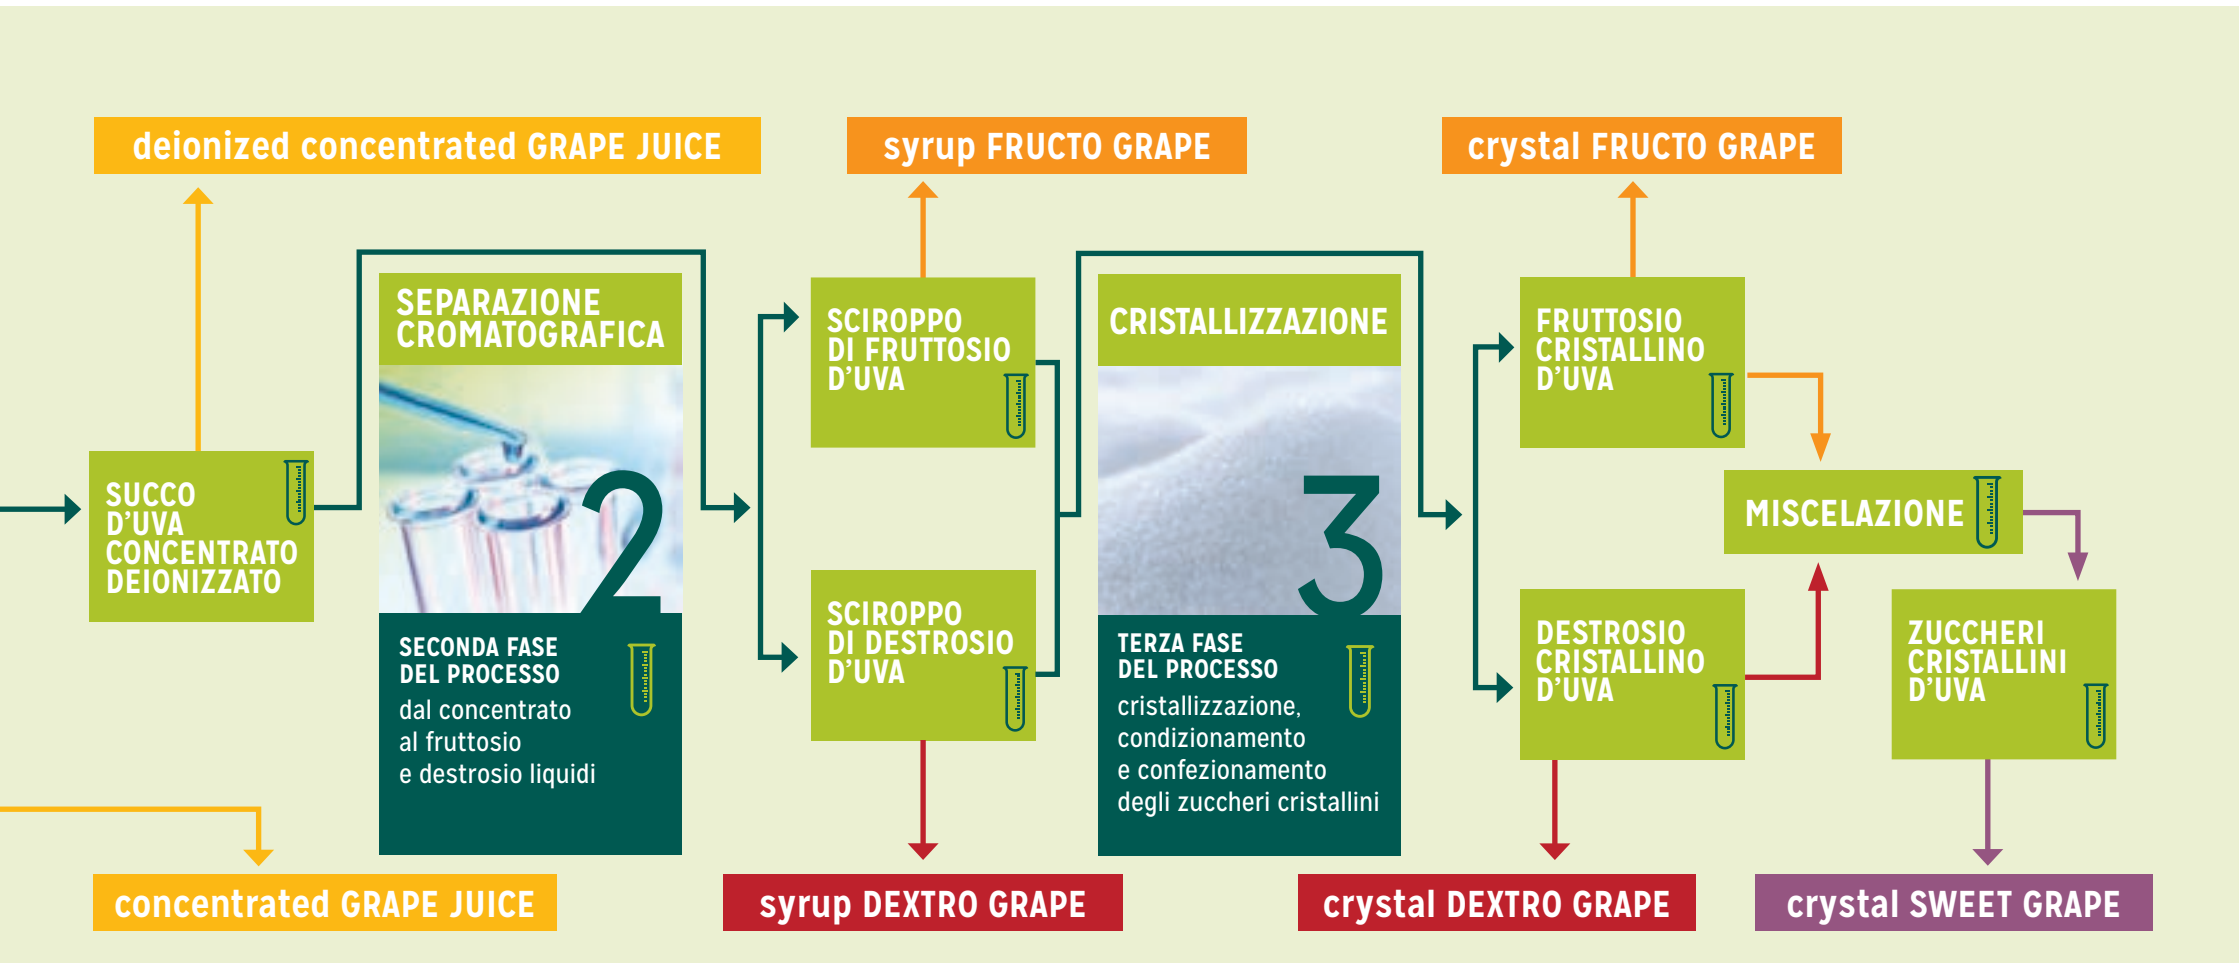 deionized concentrated GRAPE JUICE
syrup FRUCTO GRAPE
crystal FRUCTO GRAPE
SUCCO
D’UVA
CONCENTRATO
DEIONIZZATO
SEPARAZIONE
CROMATOGRAFICA
2
SECONDA FASE
DEL PROCESSO
dal concentrato
al fruttosio
e destrosio liquidi
SCIROPPO
DI FRUTTOSIO
D’UVA
SCIROPPO
DI DESTROSIO
D’UVA
CRISTALLIZZAZIONE
3
TERZA FASE
DEL PROCESSO
cristallizzazione,
condizionamento
e confezionamento
degli zuccheri cristallini
FRUTTOSIO
CRISTALLINO
D’UVA
MISCELAZIONE
DESTROSIO
CRISTALLINO
D’UVA
ZUCCHERI
CRISTALLINI
D’UVA
concentrated GRAPE JUICE
syrup DEXTRO GRAPE
crystal DEXTRO GRAPE
crystal SWEET GRAPE